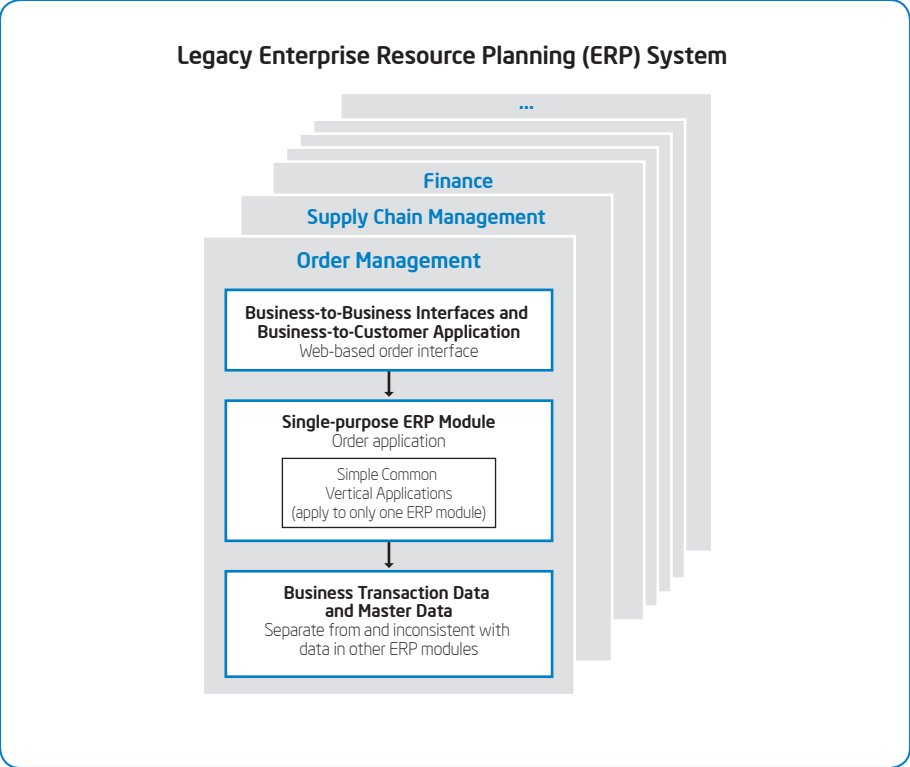 Legacy Enterprise Resource Planning (ERP) System
...
Finance
Supply Chain Management
Order Management
Business-to-Business Interfaces and
Business-to-Customer Application
Web-based order interface
Single-purpose ERP Module
Order application
Simple Common
Vertical Applications
(apply to only one ERP module)
Business Transaction Data
and Master Data
Separate from and inconsistent with
data in other ERP modules